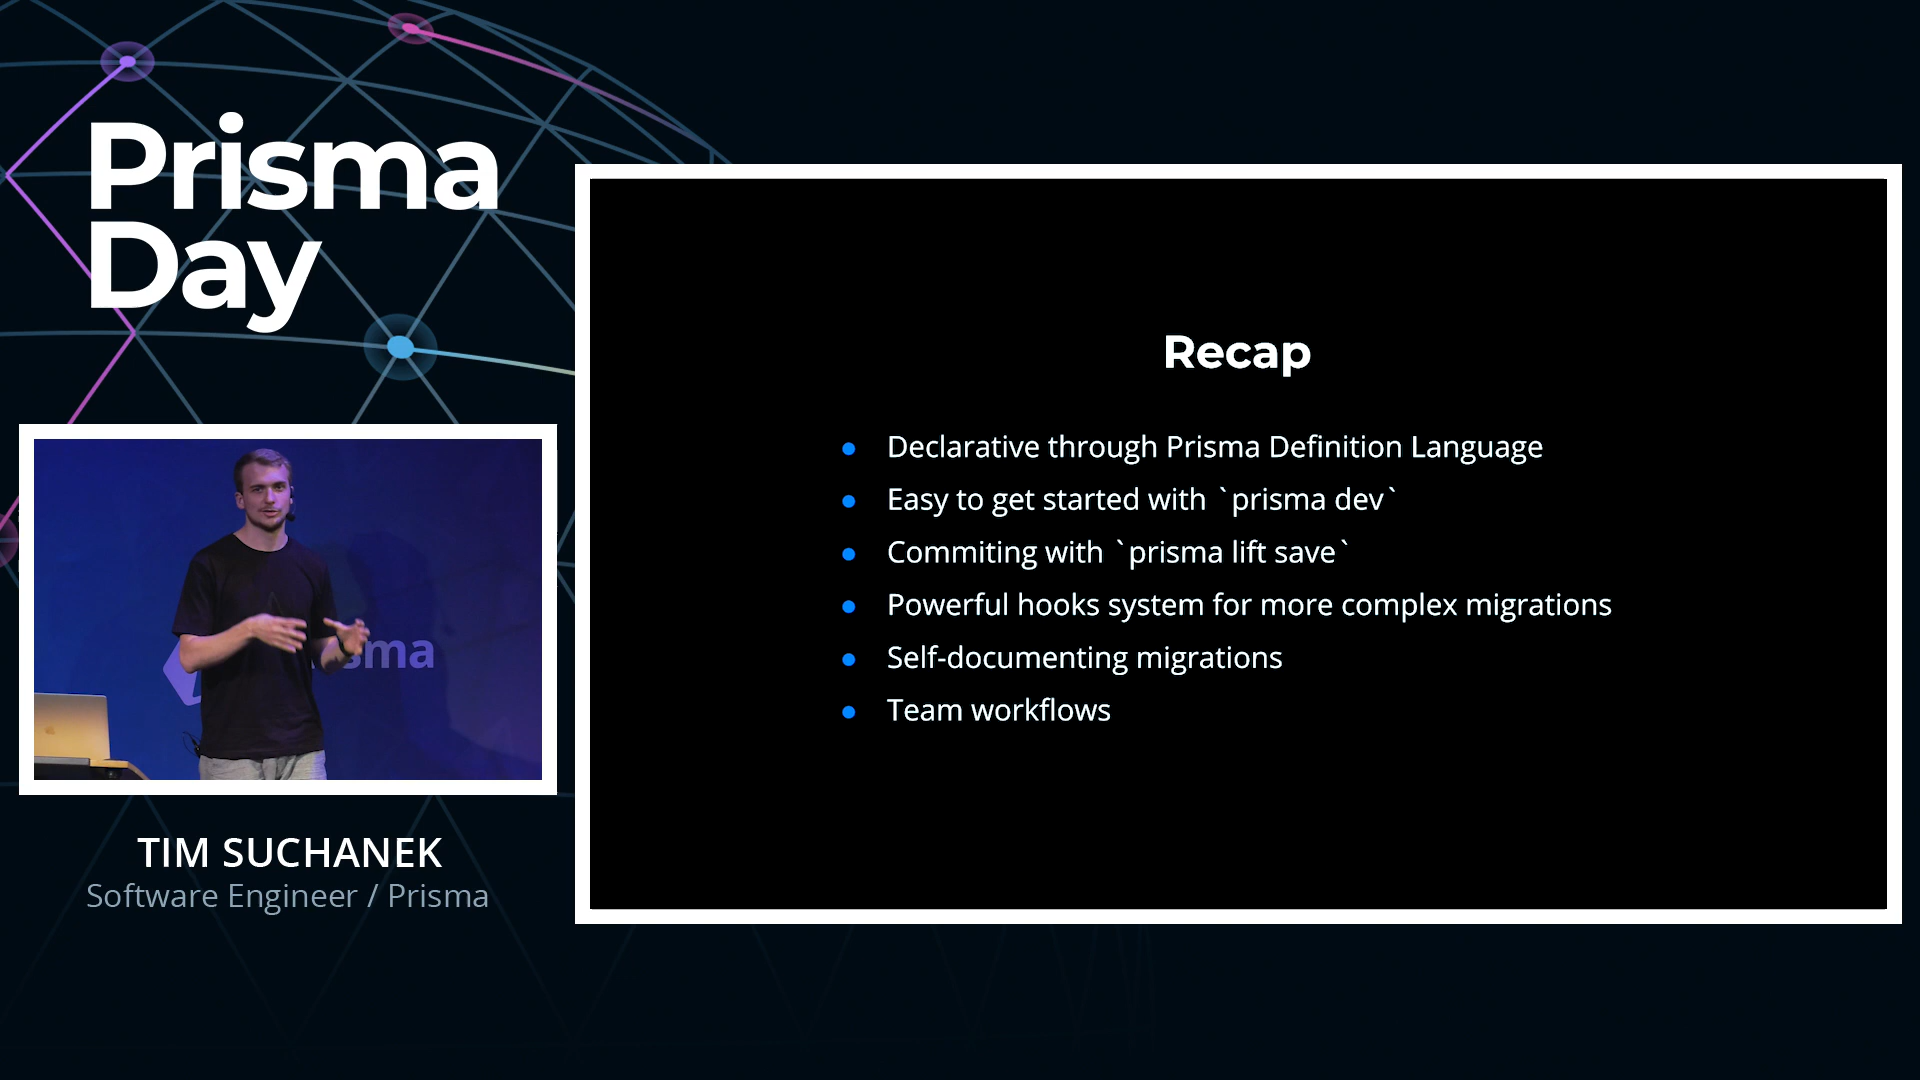 Prisma
Day
TIM SUCHANEK
Software Engineer / Prisma
Recap
Declarative through Prisma Definition Language
Easy to get started with `prisma dev`
Commiting with `prisma lift save`
Powerful hooks system for more complex migrations
Self-documenting migrations
Team workflows